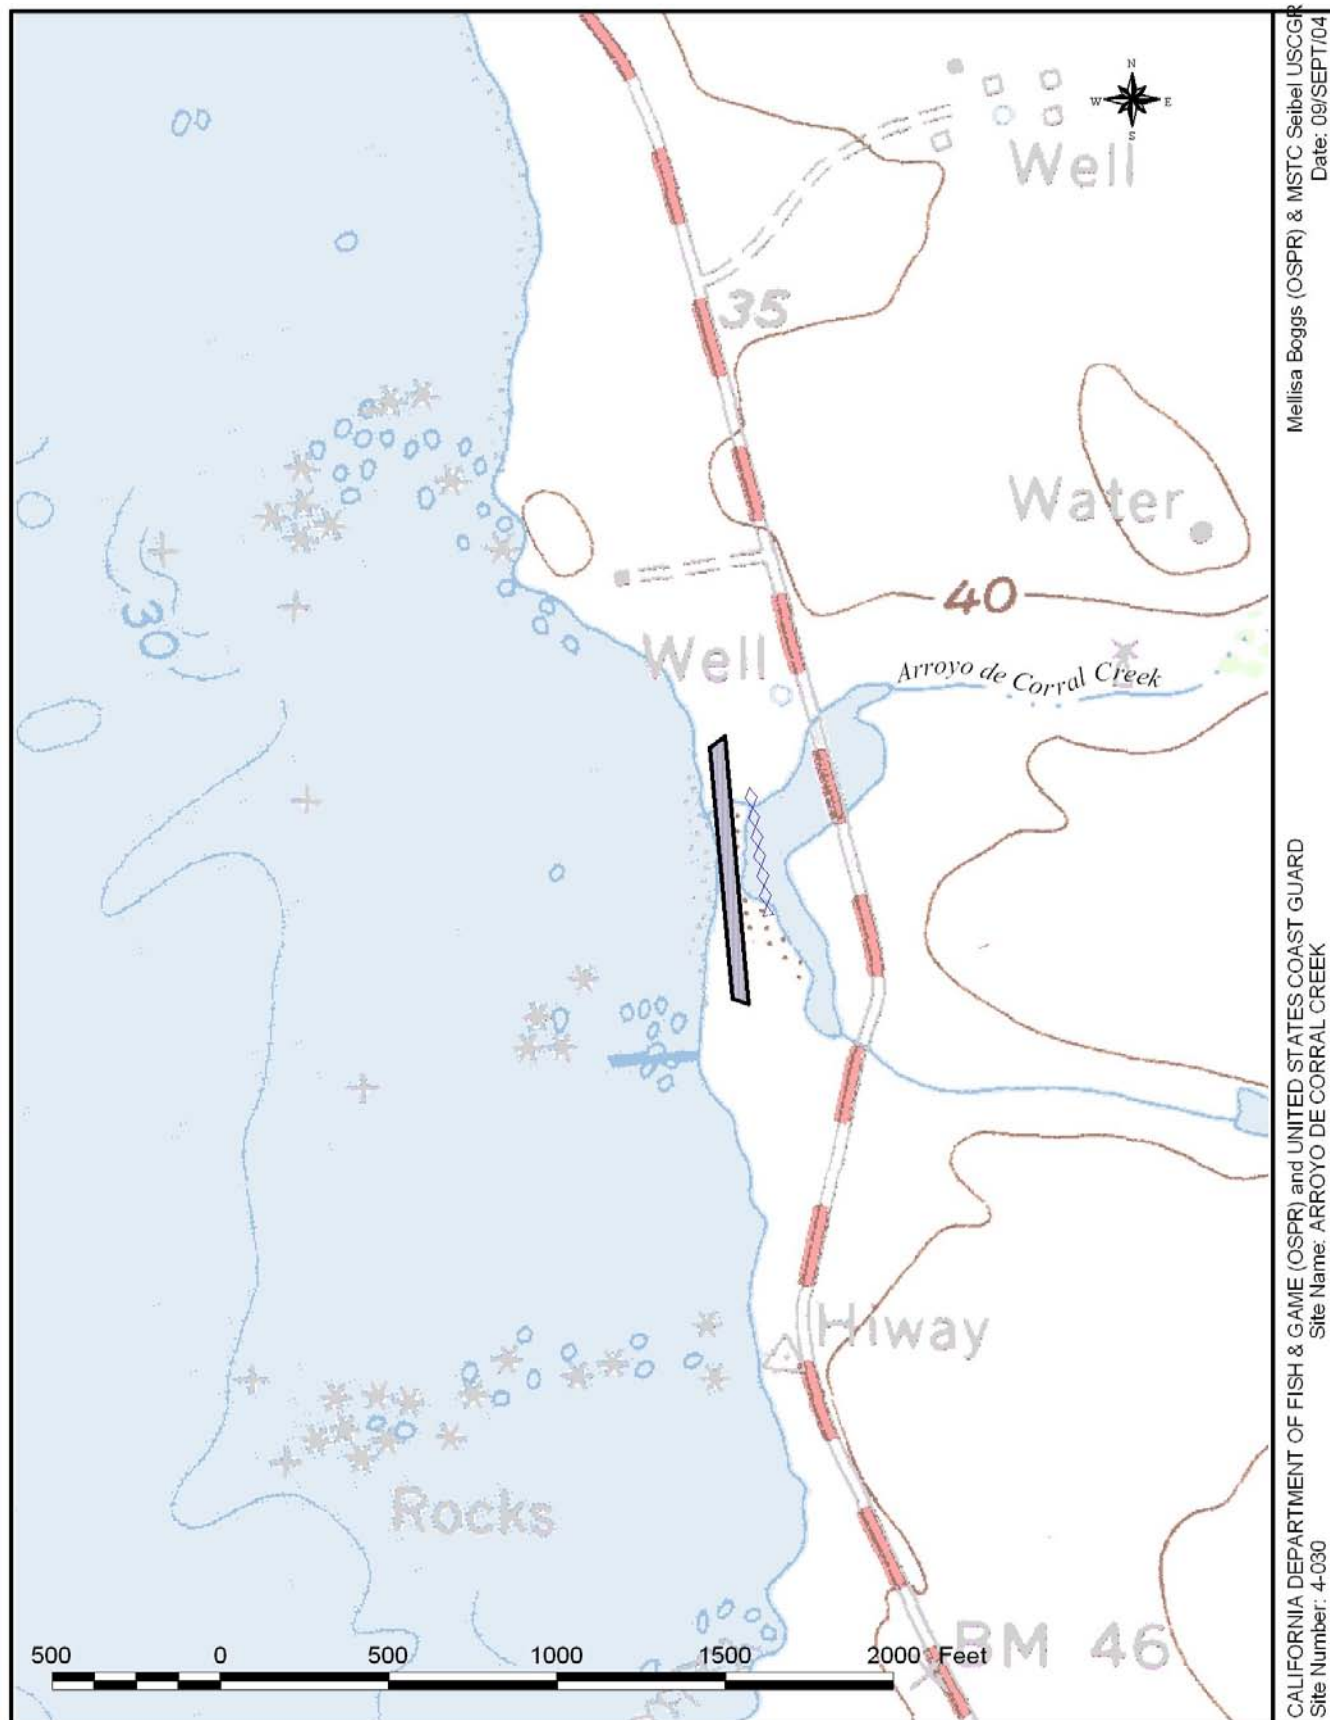 N
W E
S
Well
35
Water
40
30
Well
Arroyo de Corral Creek
Hiway
Rocks
BM 46
500 0 500 1000 1500 2000 Feet
CALIFORNIA DEPARTMENT OF FISH & GAME (OSPR) and UNITED STATES COAST GUARD
Mellisa Boggs (OSPR) & MSTC Seibel USCGR
Site Number: 4-030
Site Name: ARROYO DE CORRAL CREEK
Date: 09/SEPT/04